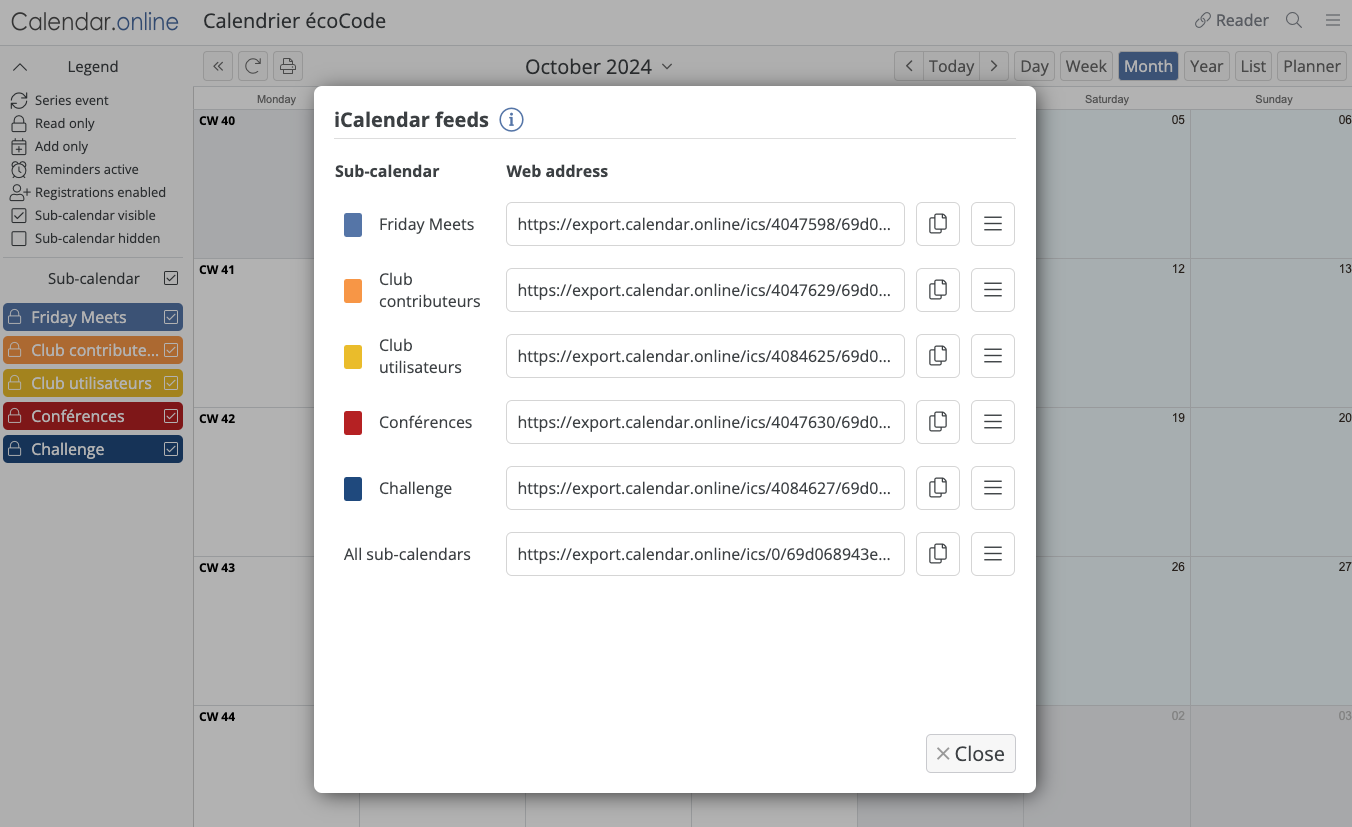 Calendar.online
Calendrier écoCode
Reader
Legend
October 2024
Today
Day
Week
Month
Year
List
Planner
Series event
Read only
Add only
Reminders active
Registrations enabled
Sub-calendar visible
Sub-calendar hidden
Sub-calendar
Friday Meets
Club contribute...
Club utilisateurs
Conférences
Challenge
Monday
Saturday
Sunday
CW 40
05
06
CW 41
12
13
CW 42
19
20
CW 43
26
27
CW 44
02
03
iCalendar feeds
Sub-calendar
Web address
Friday Meets
https://export.calendar.online/ics/4047598/69d0...
Club
contributeurs
https://export.calendar.online/ics/4047629/69d0...
Club
utilisateurs
https://export.calendar.online/ics/4084625/69d0...
Conférences
https://export.calendar.online/ics/4047630/69d0...
Challenge
https://export.calendar.online/ics/4084627/69d0...
All sub-calendars
https://export.calendar.online/ics/0/69d068943e...
Close